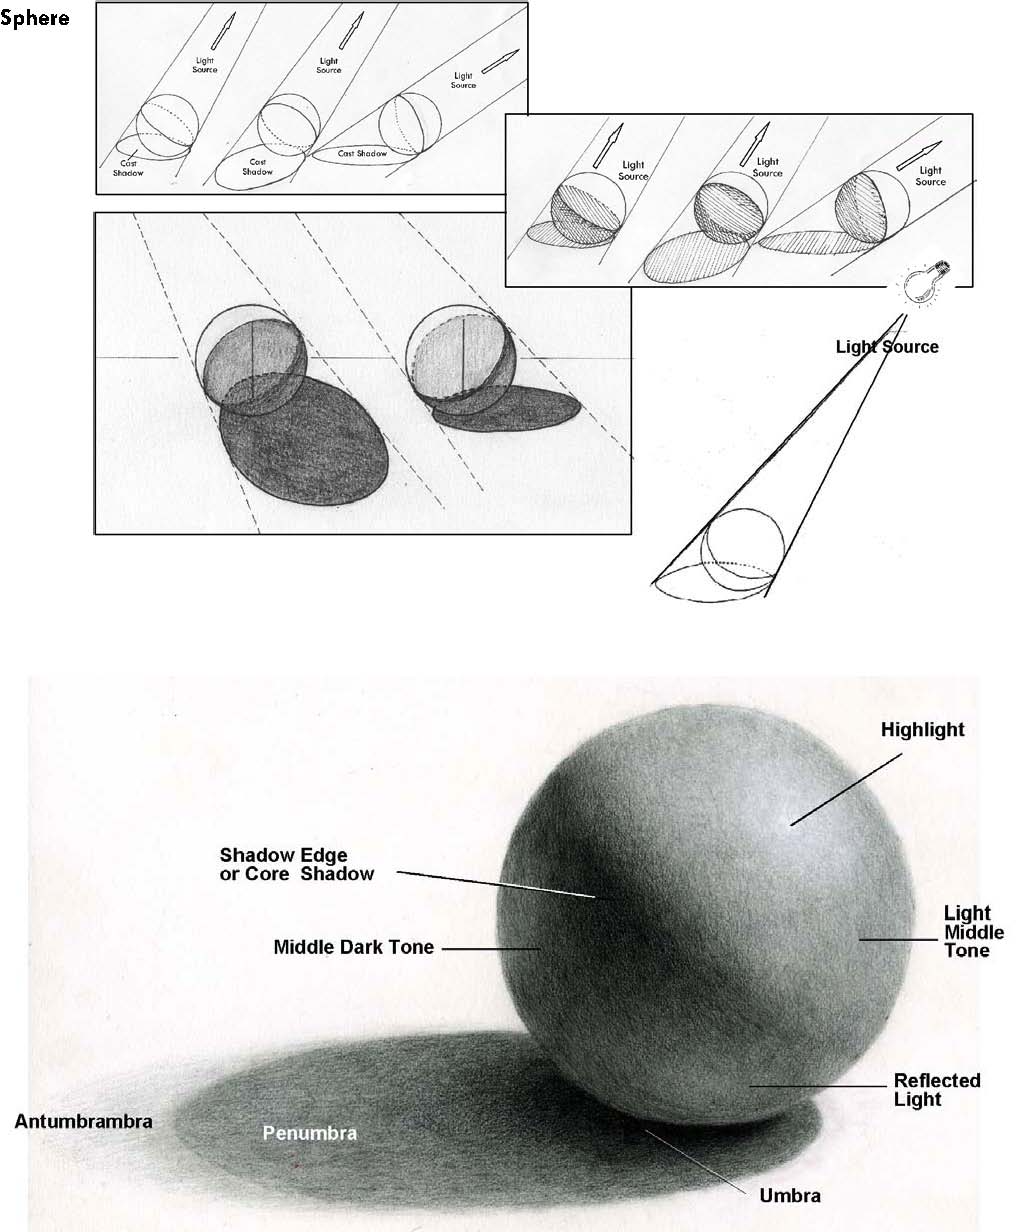 Sphere
Light
Source
Light
Source
Light
Source
Cast
Shadow
Cast
Shadow
Cast Shadow
Light
Source
Light
Source
Light
Source
Light Source
Highlight
Shadow Edge
or Core Shadow
Light
Middle
Tone
Middle Dark Tone
Reflected
Light
Antumbrambra
Penumbra
Umbra